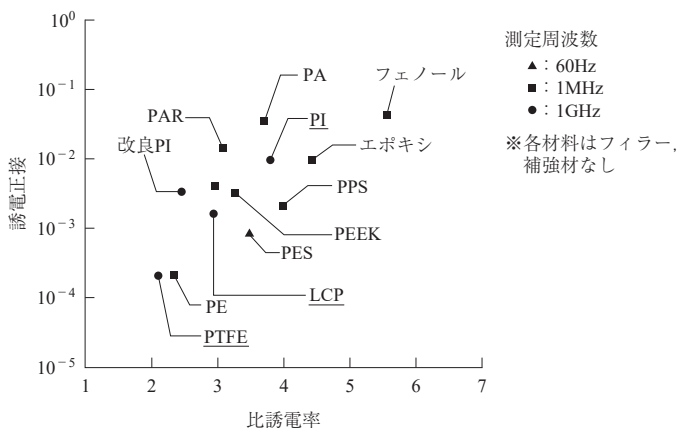 10^0
10^-1
10^-2
10^-3
10^-4
10^-5
誘電正接
1
2
3
4
5
6
7
比誘電率
PA
フェノール
PAR
PI
改良PI
エポキシ
PPS
PEEK
PES
PE
LCP
PTFE
測定周波数
▲：60Hz
■：1MHz
●：1GHz
※各材料はフィラー，
補強材なし